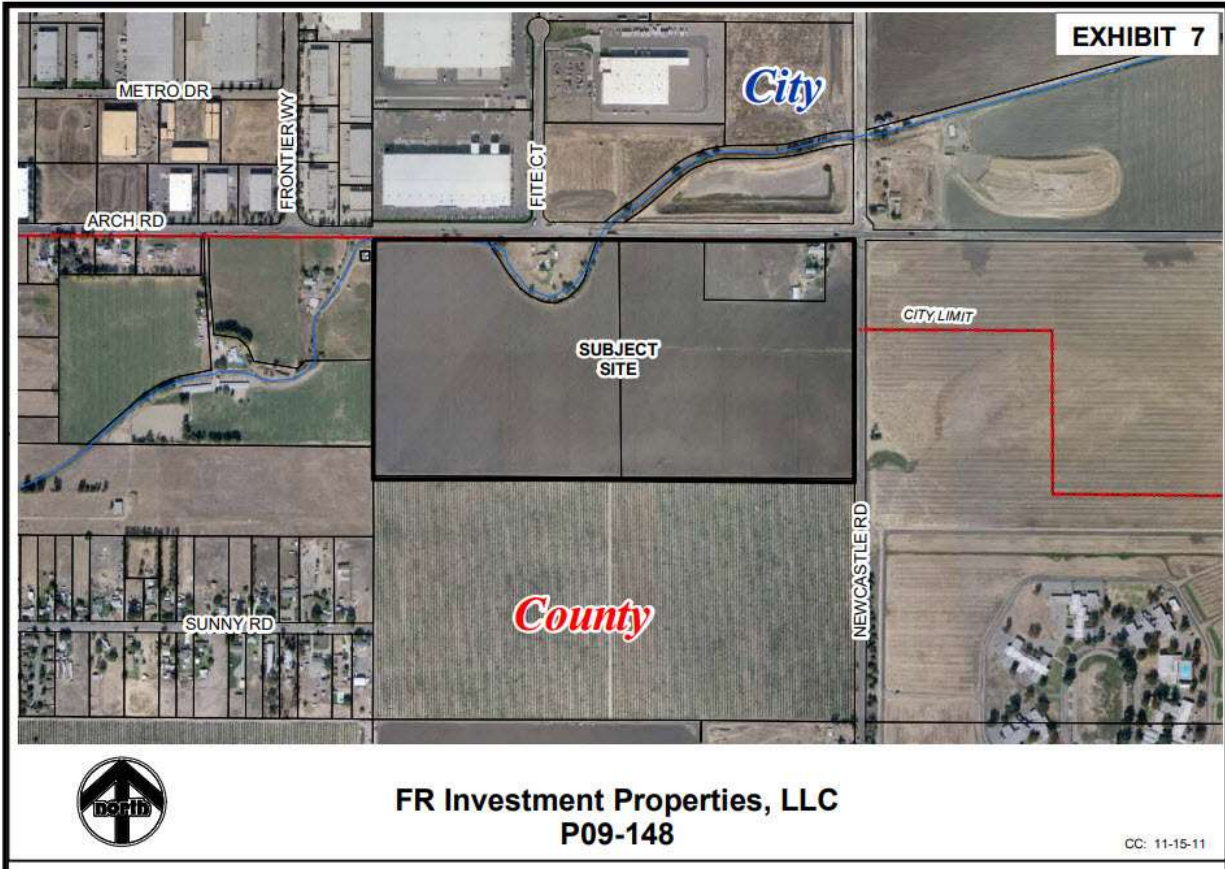 EXHIBIT 7
METRO DR
City
FRONTIER WY
FITE CT
ARCH RD
CITY LIMIT
SUBJECT
SITE
NEWCASTLE RD
County
SUNNY RD
north
FR Investment Properties, LLC
P09-148
CC: 11-15-11